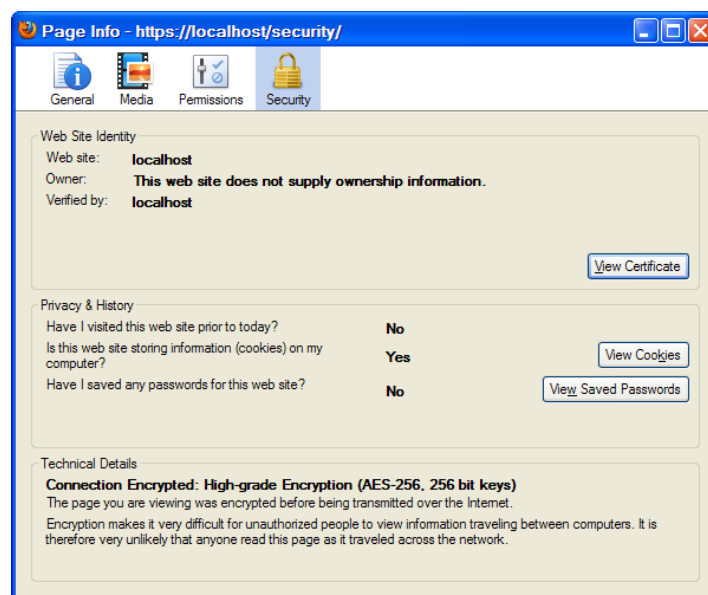 Page Info - https://localhost/security/
General Media Permissions Security
Web Site Identity
Web site: localhost
Owner: This web site does not supply ownership information.
Verified by: localhost
View Certificate
Privacy & History
Have I visited this web site prior to today? No
Is this web site storing information (cookies) on my
computer? Yes View Cookies
Have I saved any passwords for this web site? No View Saved Passwords
Technical Details
Connection Encrypted: High-grade Encryption (AES-256, 256 bit keys)
The page you are viewing was encrypted before being transmitted over the Internet.
Encryption makes it very difficult for unauthorized people to view information traveling between computers. It is
therefore very unlikely that anyone read this page as it traveled across the network.